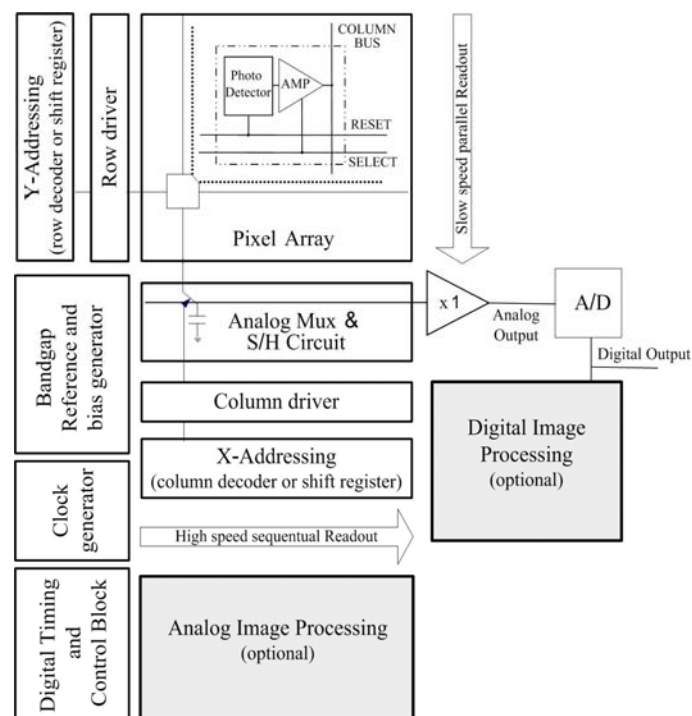 Y-Addressing
(row decoder or shift register)
Row driver
COLUMN
BUS
Photo
Detector
AMP
RESET
SELECT
Pixel Array
Slow speed parallel Readout
Bandgap
Reference and
bias generator
Analog Mux &
S/H Circuit
x 1
Analog
Output
A/D
Digital Output
Column driver
X-Addressing
(column decoder or shift register)
Digital Image
Processing
(optional)
Clock
generator
High speed sequentual Readout
Digital Timing
and
Control Block
Analog Image Processing
(optional)